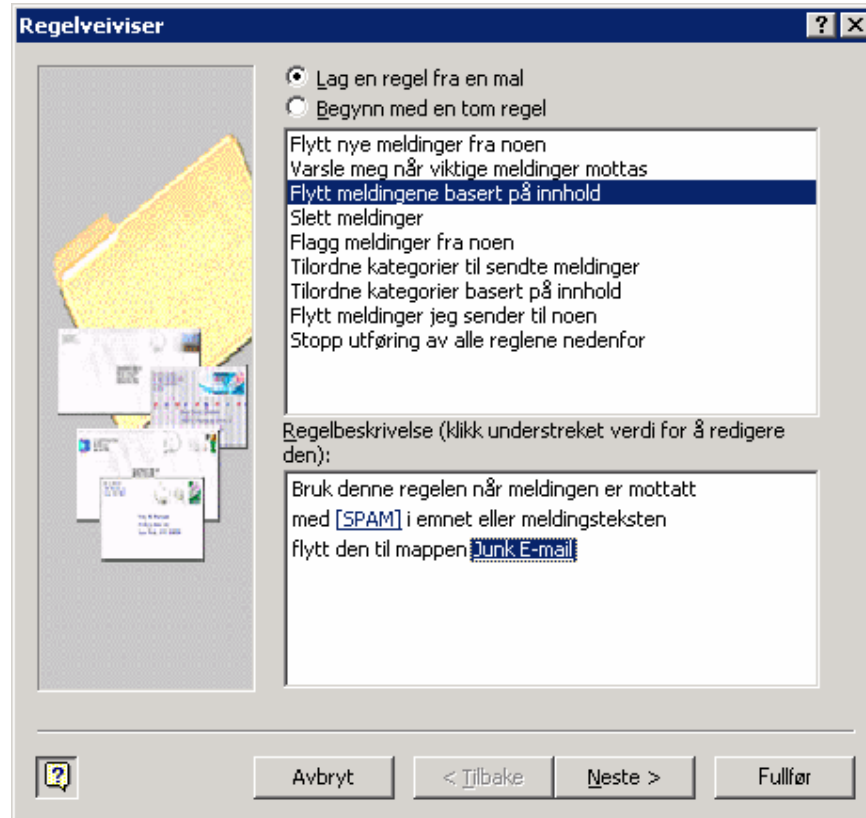 Regelveiviser
Lag en regel fra en mal
Begynn med en tom regel
Flytt nye meldinger fra noen
Varsle meg når viktige meldinger mottas
Flytt meldingene basert på innhold
Slett meldinger
Flagg meldinger fra noen
Tilordne kategorier til sendte meldinger
Tilordne kategorier basert på innhold
Flytt meldinger jeg sender til noen
Stopp utføring av alle reglene nedenfor
Regelbeskrivelse (klikk understreket verdi for å redigere
den):
Bruk denne regelen når meldingen er mottatt
med [SPAM] i emnet eller meldingsteksten
flytt den til mappen Junk E-mail
Avbryt < Tilbake Neste > Fullfør